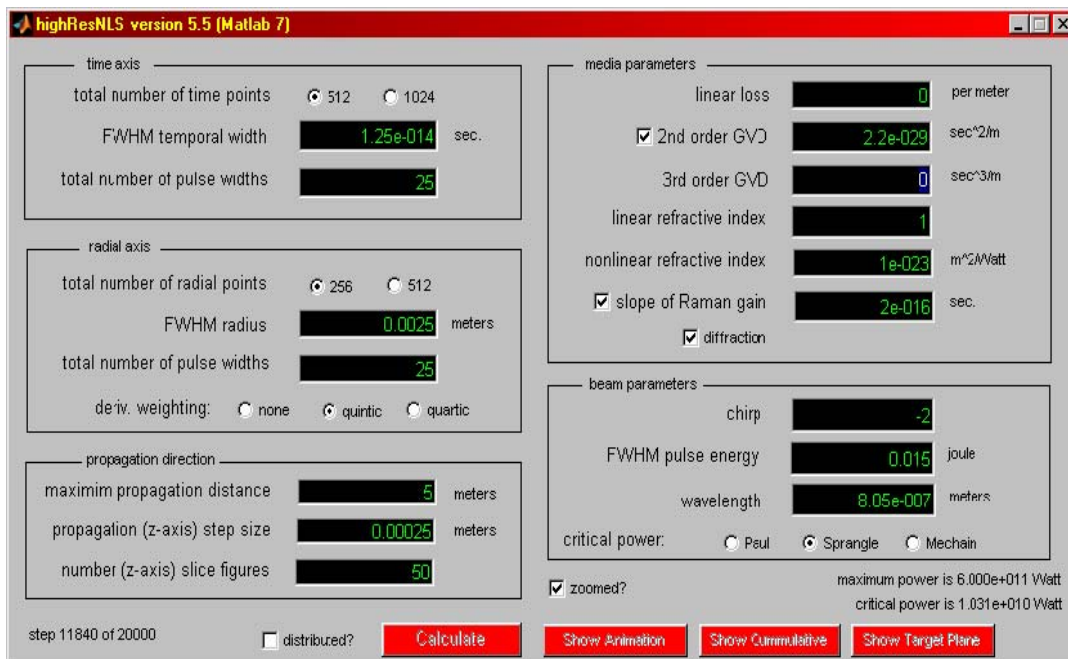 highResNLS version 5.5 (Matlab 7)
time axis
total number of time points 512 1024
FWHM temporal width 1.25e-014 sec.
total number of pulse widths 25
radial axis
total number of radial points 256 512
FWHM radius 0.0025 meters
total number of pulse widths 25
deriv. weighting: none quintic quartic
propagation direction
maximim propagation distance 5 meters
propagation (z-axis) step size 0.00025 meters
number (z-axis) slice figures 50
step 11840 of 20000 distributed? Calculate
media parameters
linear loss 0 per meter
2nd order GVD 2.2e-029 sec^2/m
3rd order GVD 0 sec^3/m
linear refractive index 1
nonlinear refractive index 1e-023 m^2/Watt
slope of Raman gain 2e-016 sec.
diffraction
beam parameters
chirp -2
FWHM pulse energy 0.015 joule
wavelength 8.05e-007 meters
critical power: Paul Sprangle Mechain
zoomed? maximum power is 6.000e+011 Watt
critical power is 1.031e+010 Watt
Show Animation Show Cummulative Show Target Plane